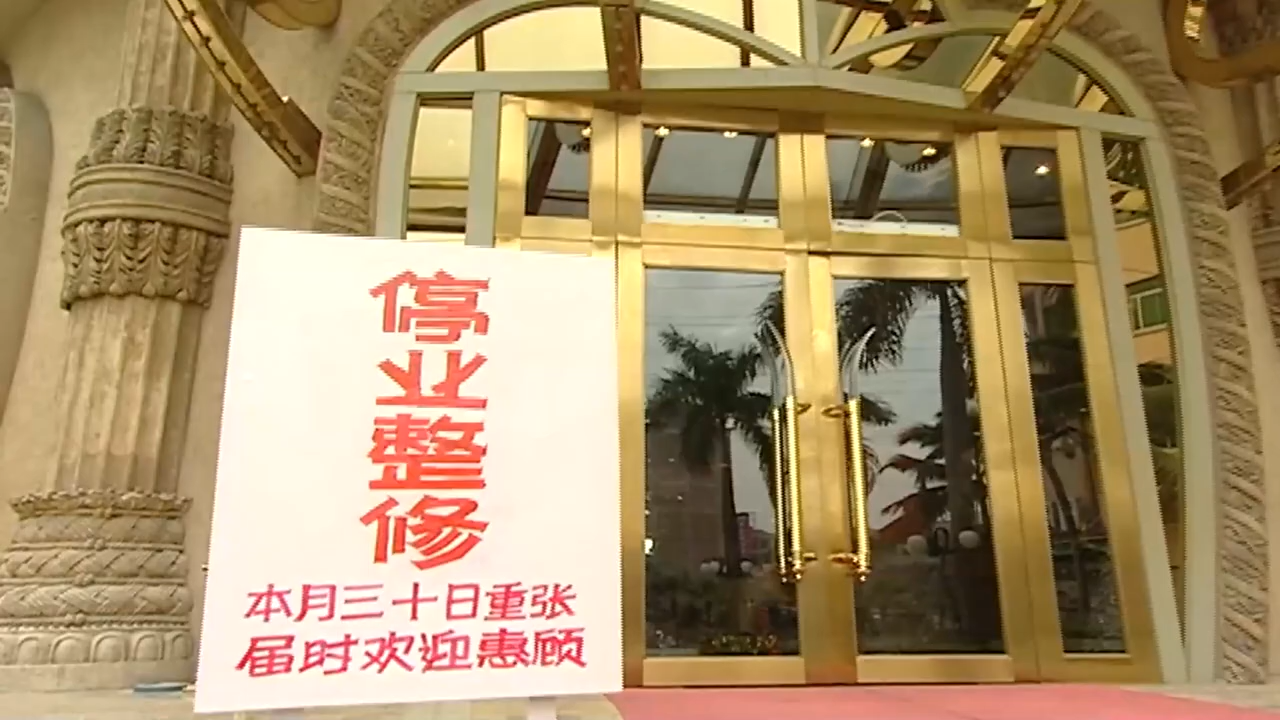 停业整修
本月三十日重张
届时欢迎惠顾